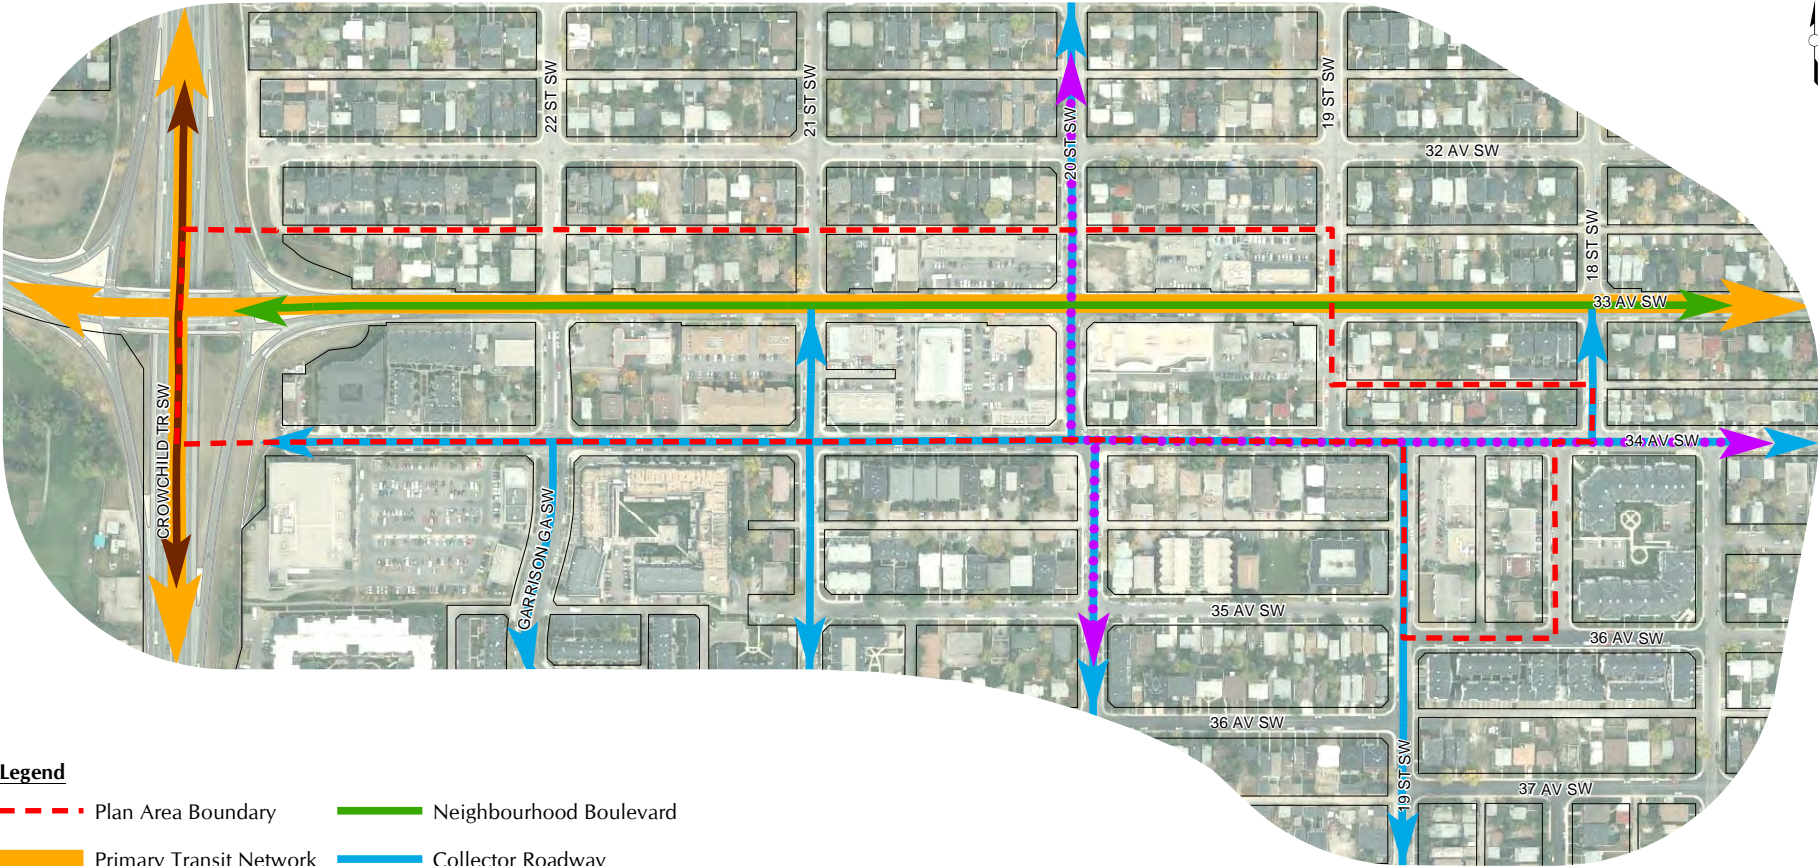 22 ST SW
21 ST SW
20 ST SW
19 ST SW
32 AV SW
18 ST SW
33 AV SW
CROWCHILD TR SW
34 AV SW
GARRISON GA SW
35 AV SW
36 AV SW
36 AV SW
19 ST SW
37 AV SW
Legend
Plan Area Boundary
Neighbourhood Boulevard
Primary Transit Network
Collector Roadway